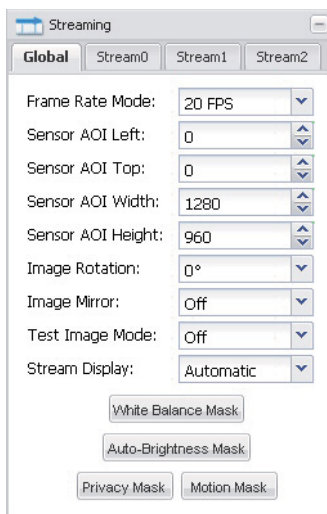 Streaming
Global Stream0 Stream1 Stream2
Frame Rate Mode: 20 FPS
Sensor AOI Left: 0
Sensor AOI Top: 0
Sensor AOI Width: 1280
Sensor AOI Height: 960
Image Rotation: 0°
Image Mirror: Off
Test Image Mode: Off
Stream Display: Automatic
White Balance Mask
Auto-Brightness Mask
Privacy Mask Motion Mask